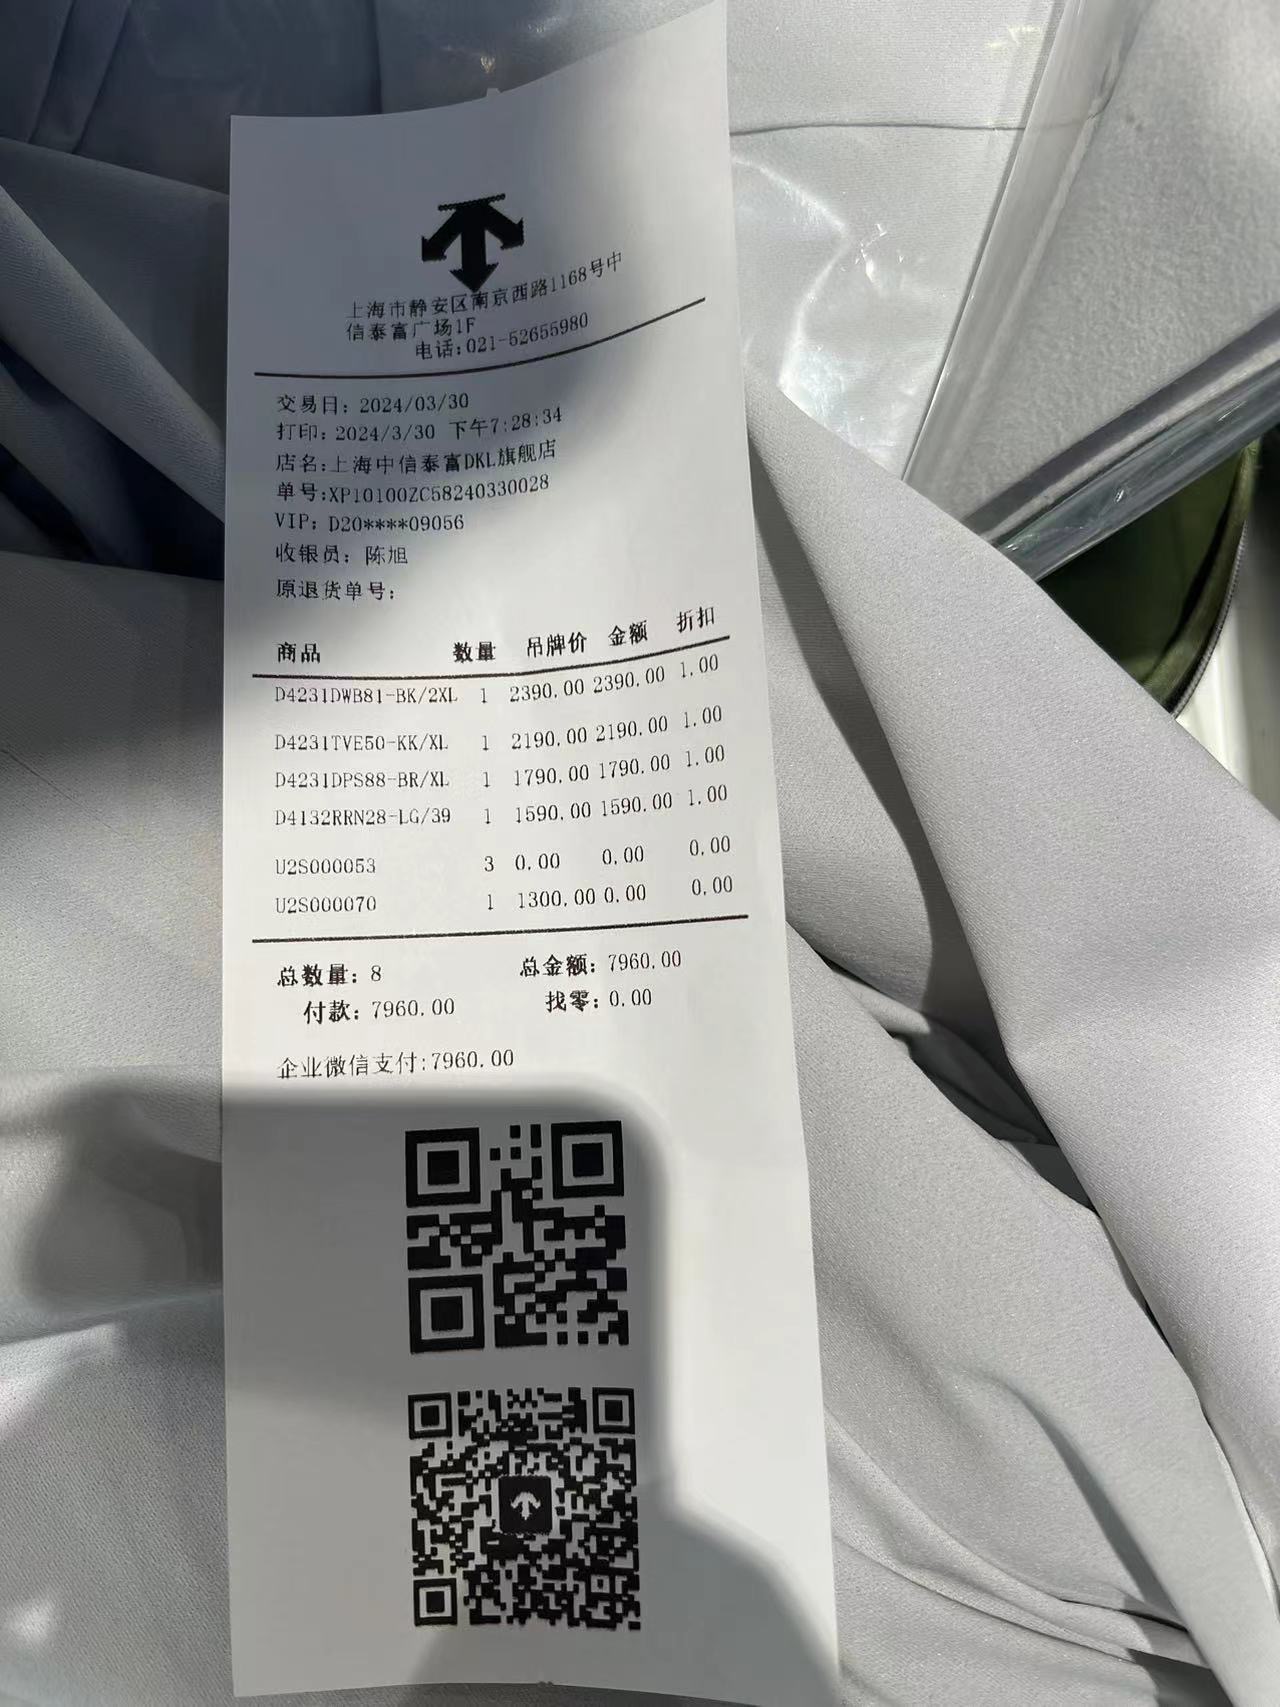 上海市静安区南京西路1168号中
信泰富广场1F
电话:021-52655980
交易日: 2024/03/30
打印: 2024/3/30 下午7:28:34
店名:上海中信泰富DKL旗舰店
单号:XP10100ZC58240330028
VIP: D20****09056
收银员: 陈旭
原退货单号:
商品 数量 吊牌价 金额 折扣
D4231DWB81-BK/2XL 1 2390.00 2390.00 1.00
D4231TVE50-KK/XL 1 2190.00 2190.00 1.00
D4231DPS88-BR/XL 1 1790.00 1790.00 1.00
D4132RRN28-LG/39 1 1590.00 1590.00 1.00
U2S000053 3 0.00 0.00 0.00
U2S000070 1 1300.00 0.00 0.00
总数量: 8 总金额: 7960.00
付款: 7960.00 找零: 0.00
企业微信支付:7960.00